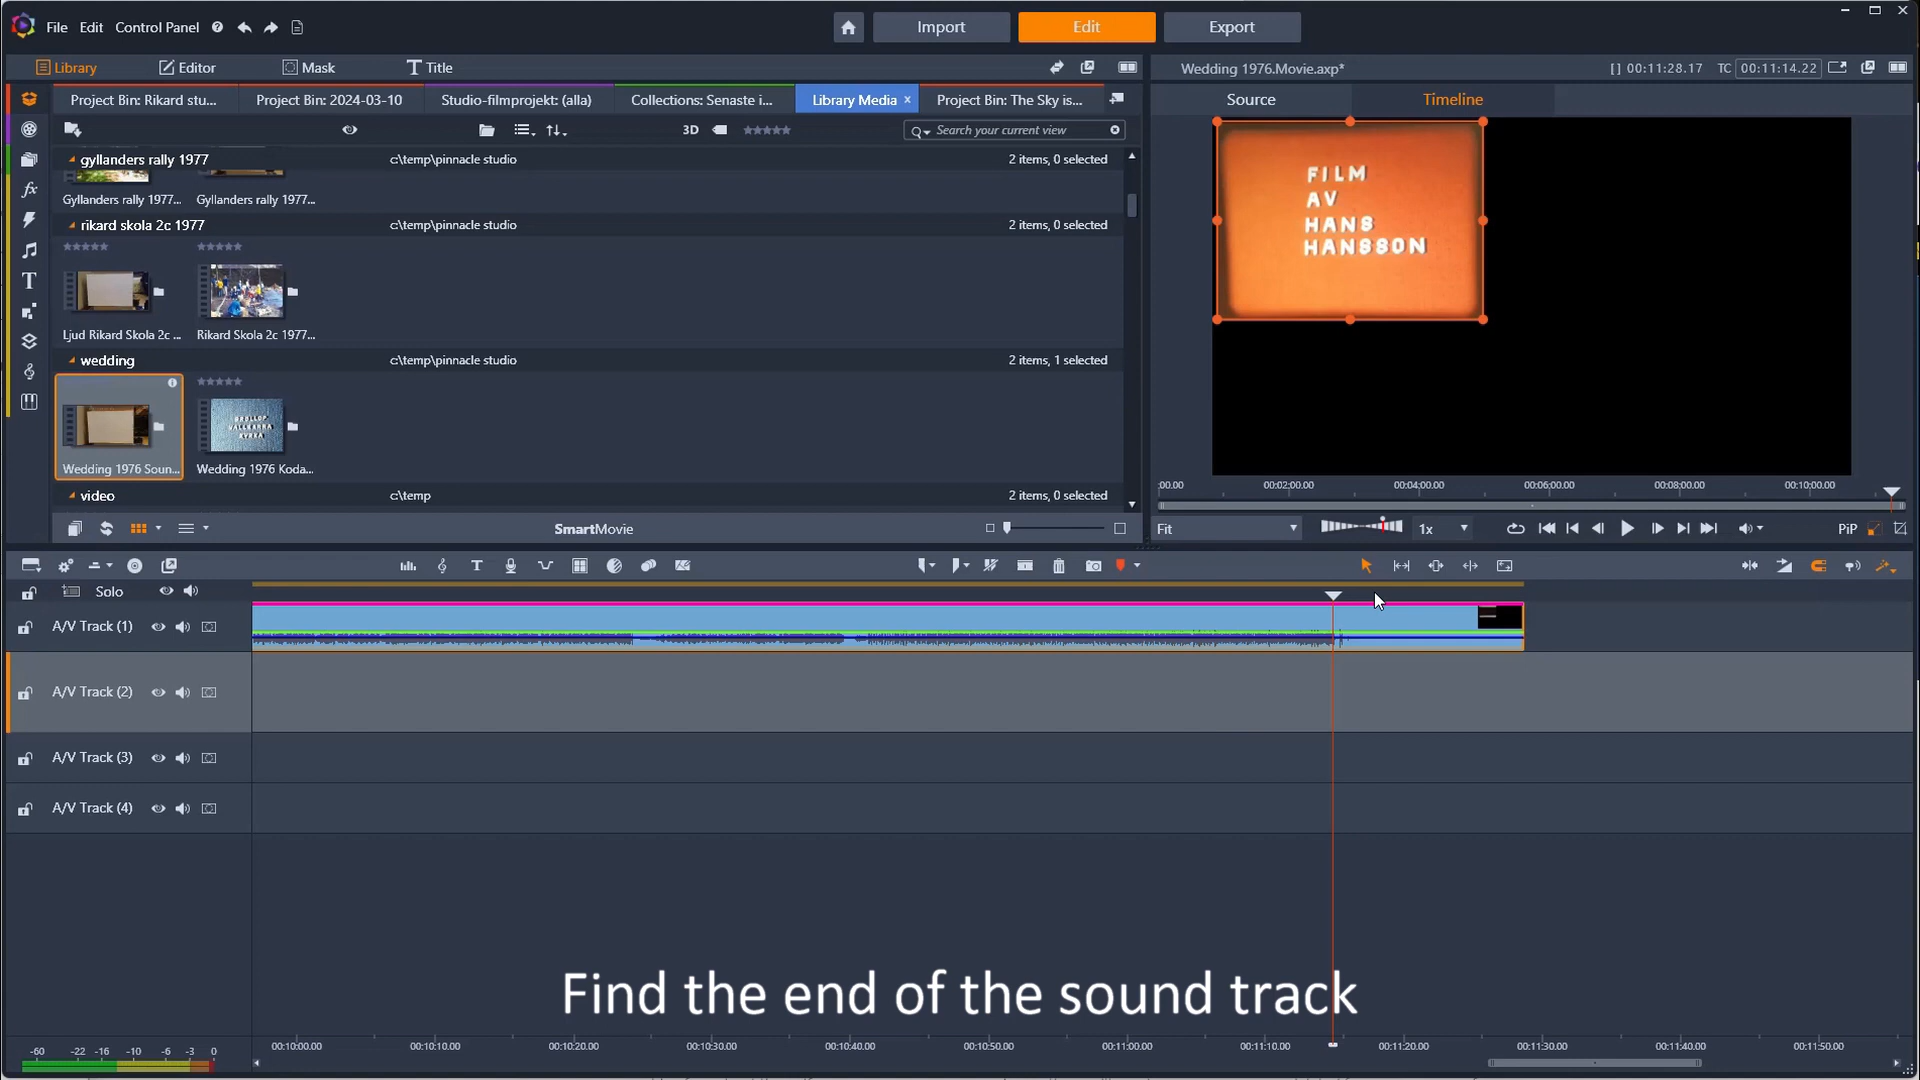 File Edit Control Panel
Import Edit Export
Library Editor Mask Title
Wedding 1976.Movie.axp*
[ ] 00:11:28.17 TC 00:11:14.22
Project Bin: Rikard stu... Project Bin: 2024-03-10 Studio-filmprojekt: (alla) Collections: Senaste i... Library Media × Project Bin: The Sky is...
Source Timeline
3D Search your current view
gyllanders rally 1977 c:\temp\pinnacle studio 2 items, 0 selected
Gyllanders rally 1977... Gyllanders rally 1977...
rikard skola 2c 1977 c:\temp\pinnacle studio 2 items, 0 selected
Ljud Rikard Skola 2c ... Rikard Skola 2c 1977...
wedding c:\temp\pinnacle studio 2 items, 1 selected
Wedding 1976 Soun... Wedding 1976 Koda...
video c:\temp 2 items, 0 selected
SmartMovie
FILM
AV
HANS
HANSSON
:00.00 00:02:00.00 00:04:00.00 00:06:00.00 00:08:00.00 00:10:00.00
Fit 1x PiP
Solo
A/V Track (1)
A/V Track (2)
A/V Track (3)
A/V Track (4)
Find the end of the sound track
-60 -22 -16 -10 -6 -3 0
00:10:00.00 00:10:10.00 00:10:20.00 00:10:30.00 00:10:40.00 00:10:50.00 00:11:00.00 00:11:10.00 00:11:20.00 00:11:30.00 00:11:40.00 00:11:50.00